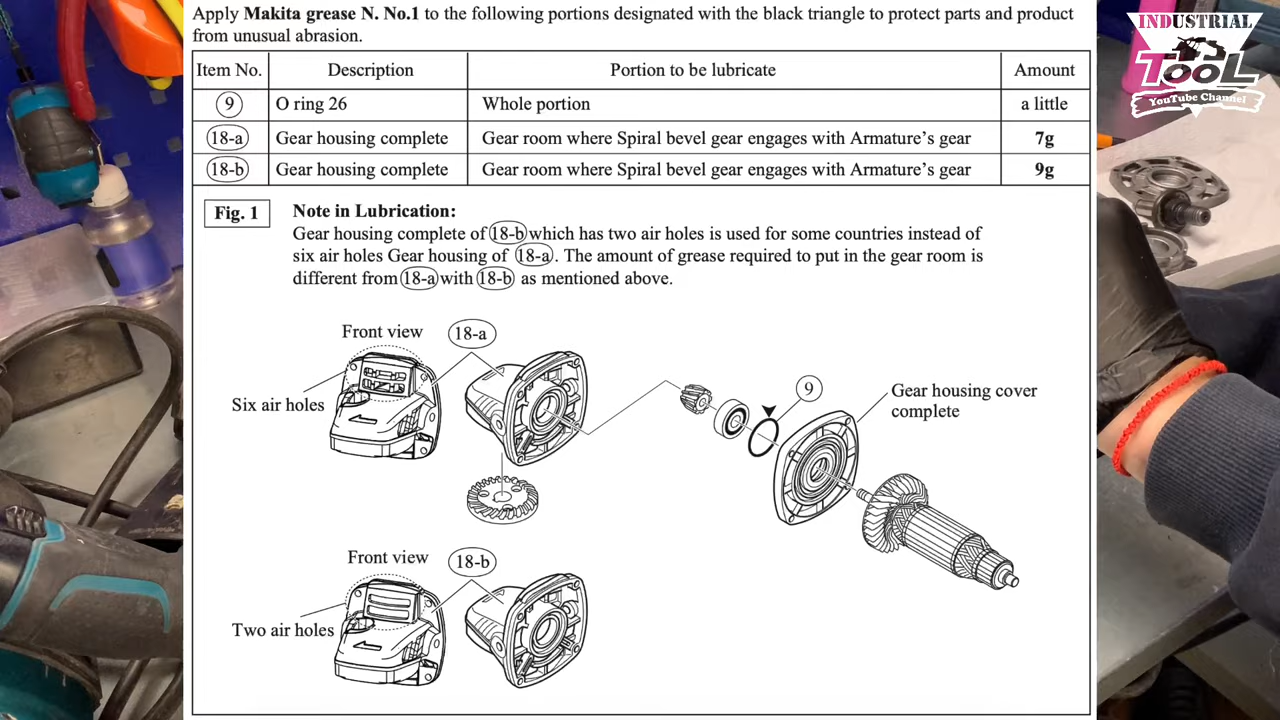 Apply Makita grease N. No.1 to the following portions designated with the black triangle to protect parts and product
from unusual abrasion.
Item No. Description Portion to be lubricate Amount
9 O ring 26 Whole portion a little
18-a Gear housing complete Gear room where Spiral bevel gear engages with Armature's gear 7g
18-b Gear housing complete Gear room where Spiral bevel gear engages with Armature's gear 9g
Fig. 1
Note in Lubrication:
Gear housing complete of 18-b which has two air holes is used for some countries instead of
six air holes Gear housing of 18-a. The amount of grease required to put in the gear room is
different from 18-a with 18-b as mentioned above.
Front view 18-a
Six air holes
9
Gear housing cover
complete
Front view 18-b
Two air holes
INDUSTRIAL
TOOL
YouTube Channel